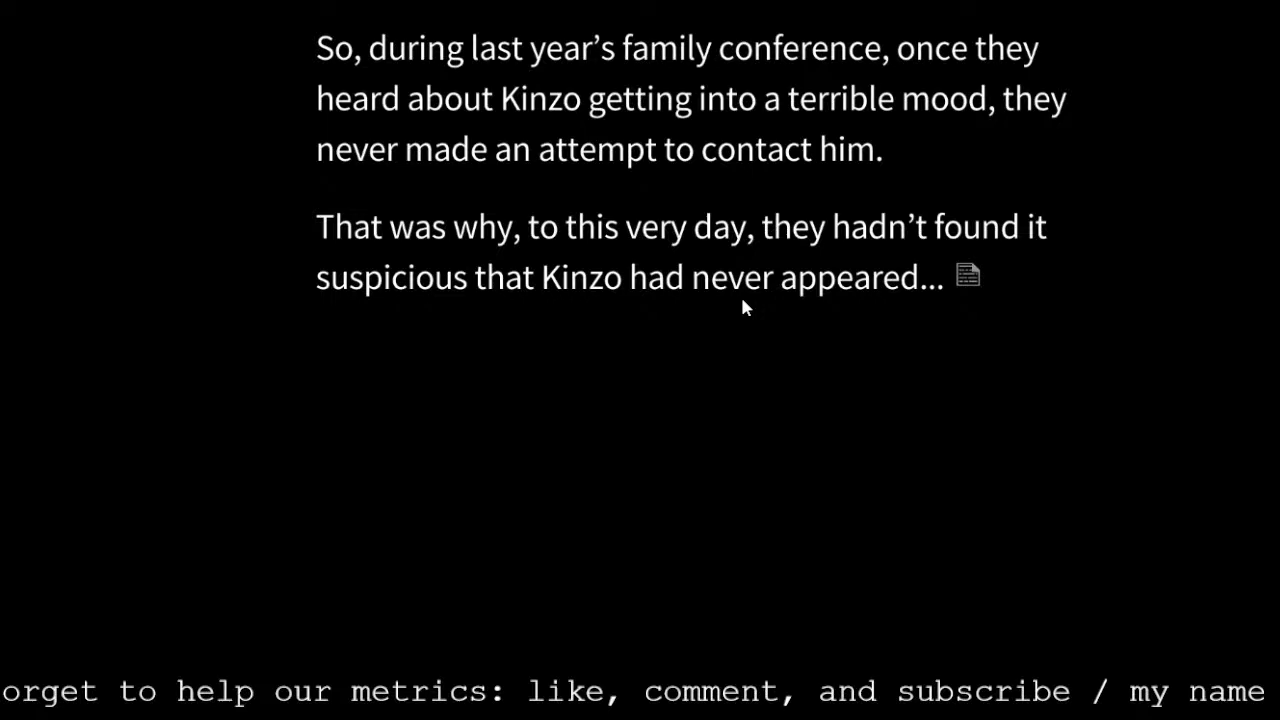 So, during last year’s family conference, once they
heard about Kinzo getting into a terrible mood, they
never made an attempt to contact him.
That was why, to this very day, they hadn’t found it
suspicious that Kinzo had never appeared...
orget to help our metrics: like, comment, and subscribe / my name